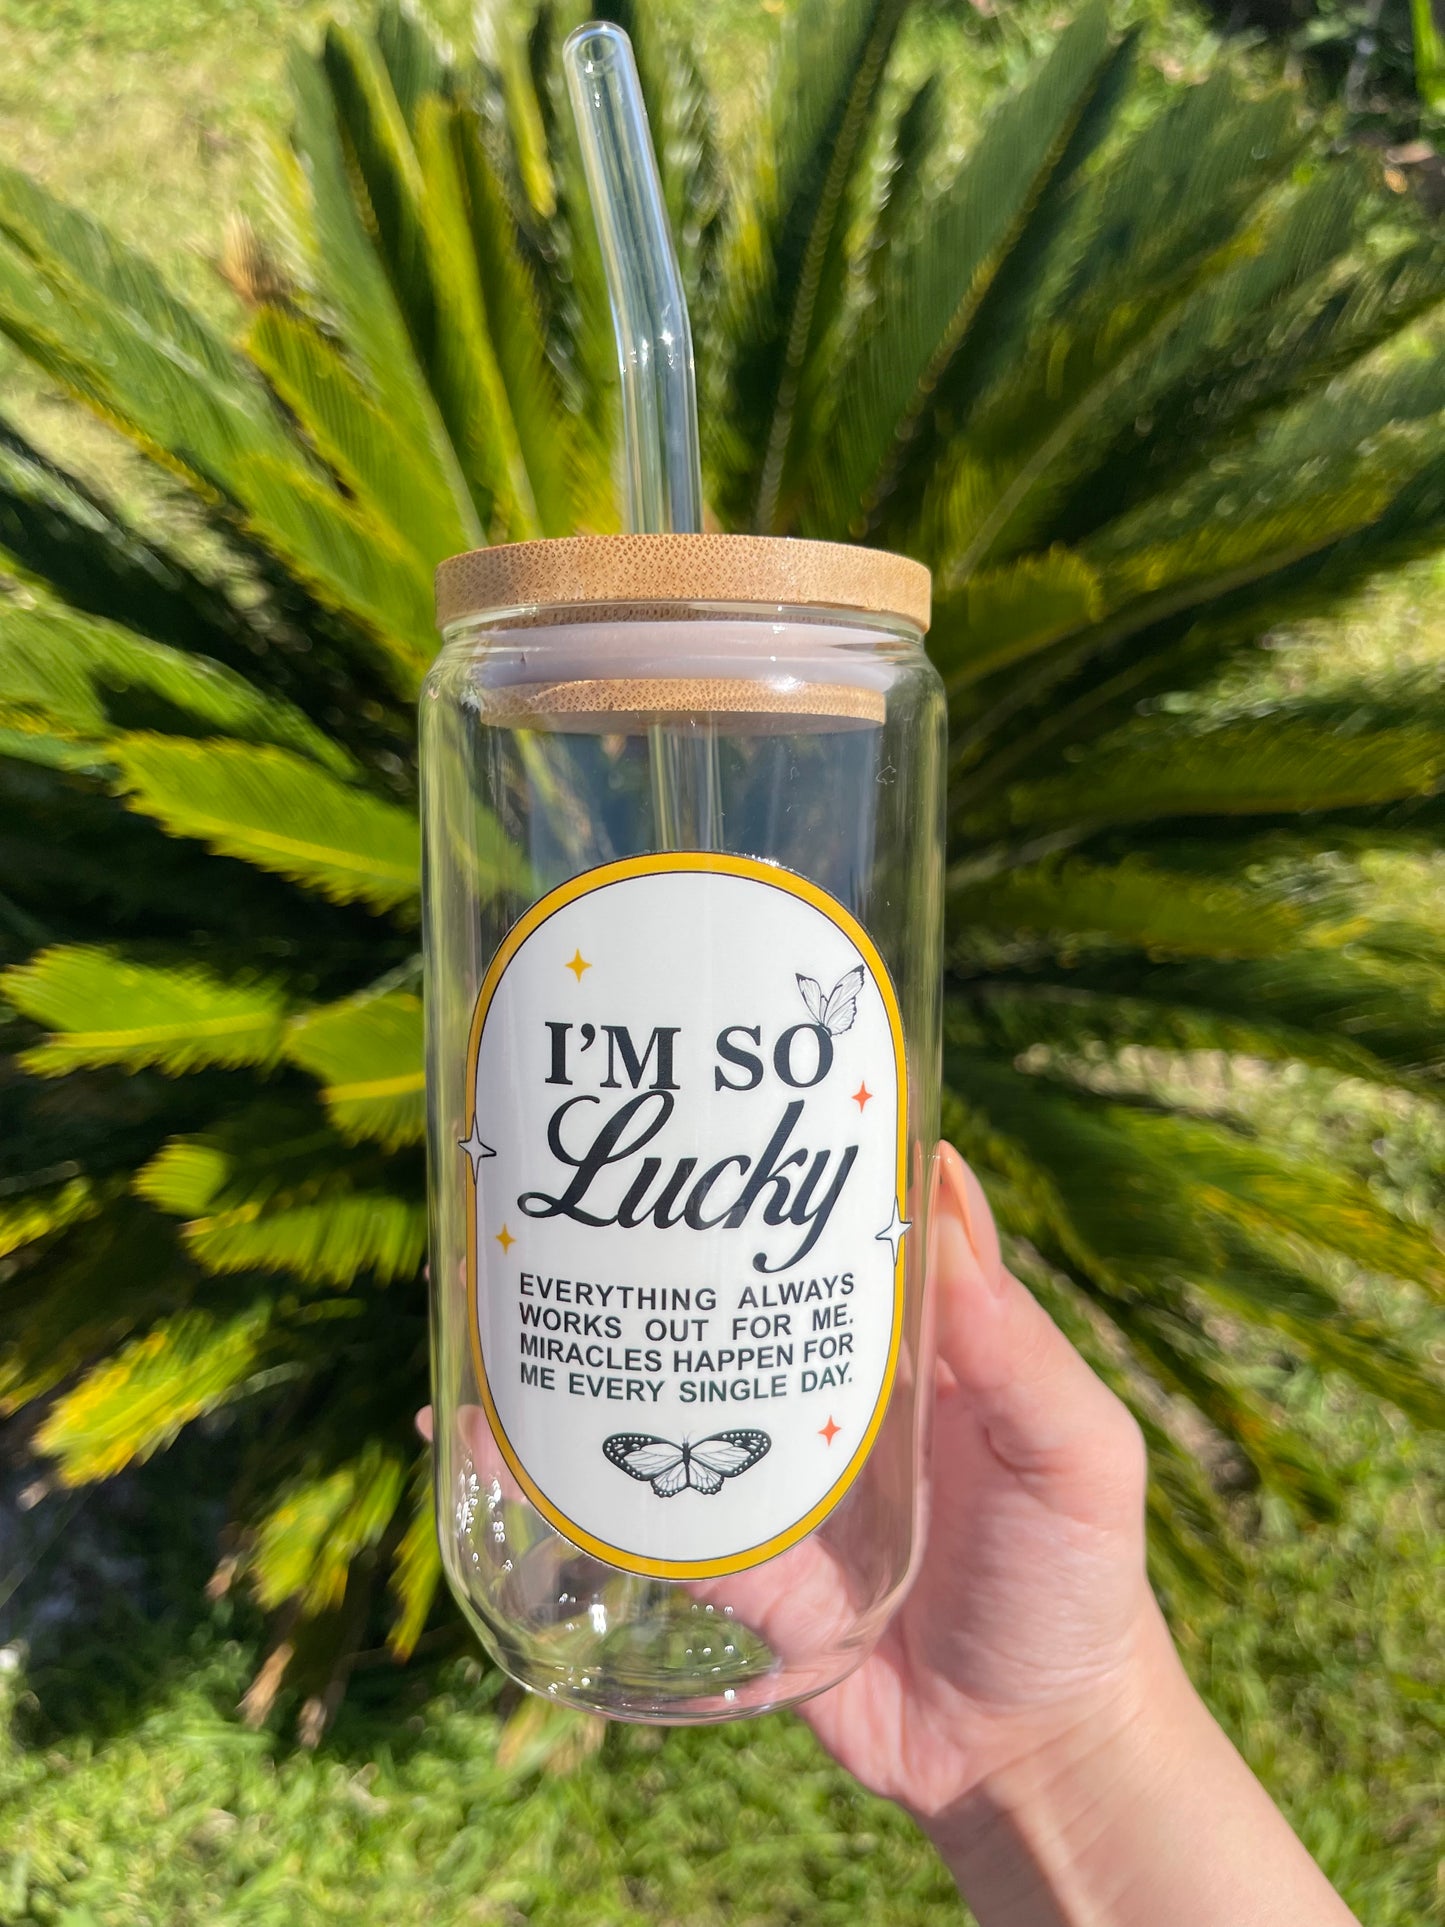 I'M SO
Lucky
EVERYTHING ALWAYS
WORKS OUT FOR ME.
MIRACLES HAPPEN FOR
ME EVERY SINGLE DAY.